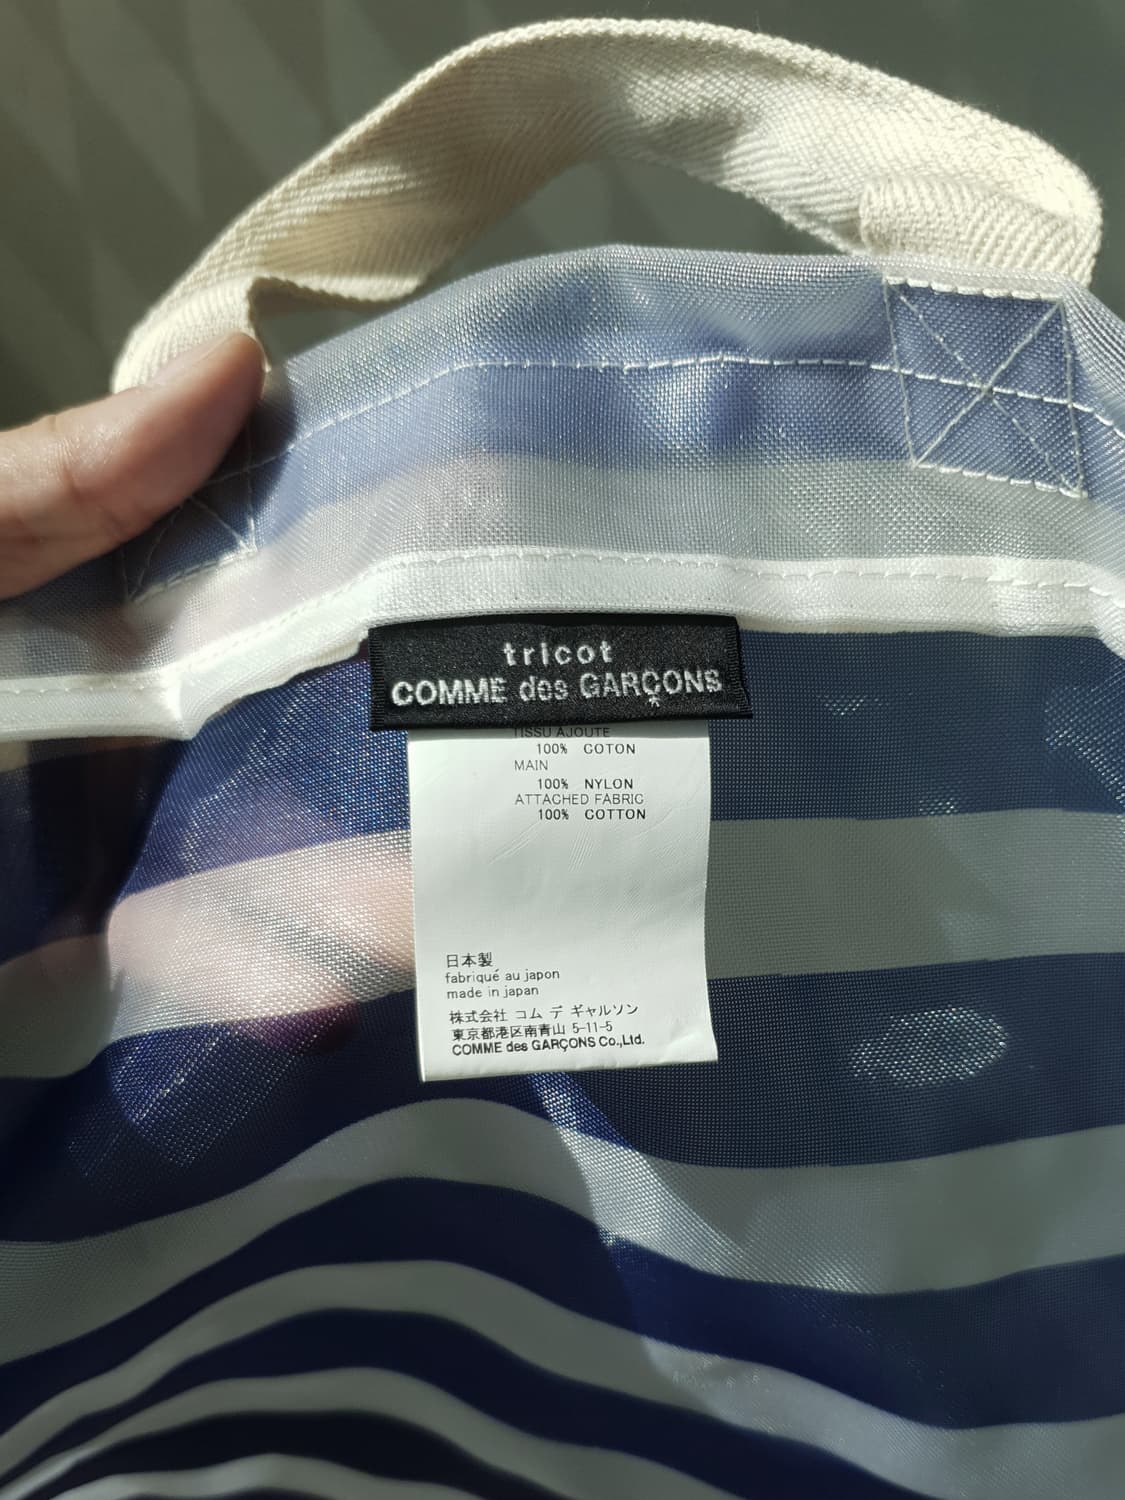 tricot
COMME des GARÇONS
TISSU AJOUTE
100% COTON
MAIN
100% NYLON
ATTACHED FABRIC
100% COTTON
日本製
fabriqué au japon
made in japan
株式会社 コム デ ギャルソン
東京都港区南青山 5-11-5
COMME des GARÇONS Co.,Ltd.